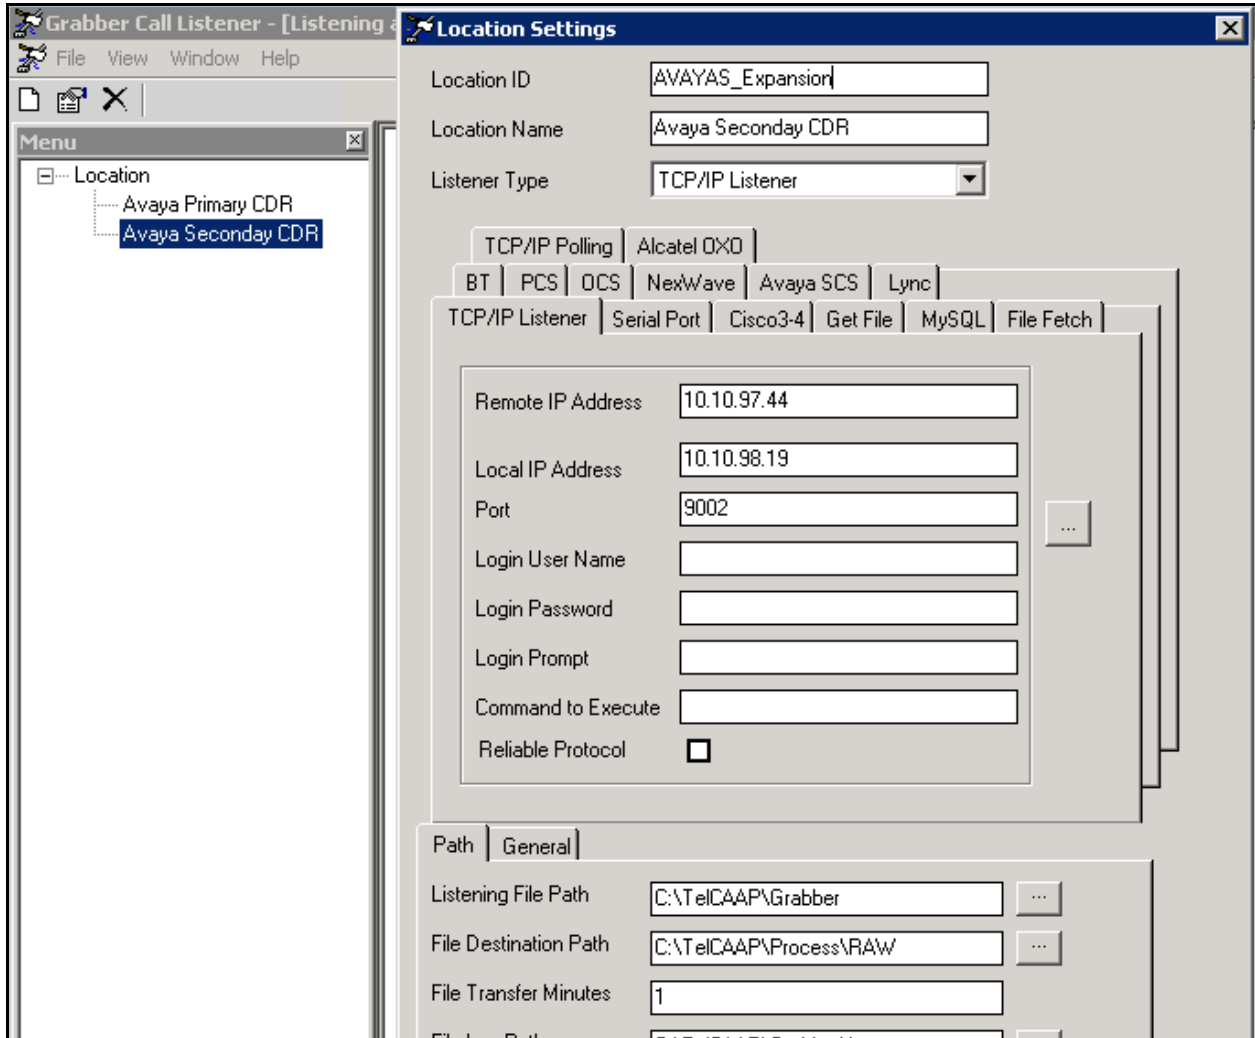 Grabber Call Listener - [Listening
File View Window Help
Menu
Location
Avaya Primary CDR
Avaya Seconday CDR
Location Settings
Location ID AVAYAS_Expansion
Location Name Avaya Seconday CDR
Listener Type TCP/IP Listener
TCP/IP Polling Alcatel OXO
BT PCS OCS NexWave Avaya SCS Lync
TCP/IP Listener Serial Port Cisco3-4 Get File MySQL File Fetch
Remote IP Address 10.10.97.44
Local IP Address 10.10.98.19
Port 9002
...
Login User Name
Login Password
Login Prompt
Command to Execute
Reliable Protocol
Path General
Listening File Path C:\TelCAAP\Grabber ...
File Destination Path C:\TelCAAP\Process\RAW ...
File Transfer Minutes 1